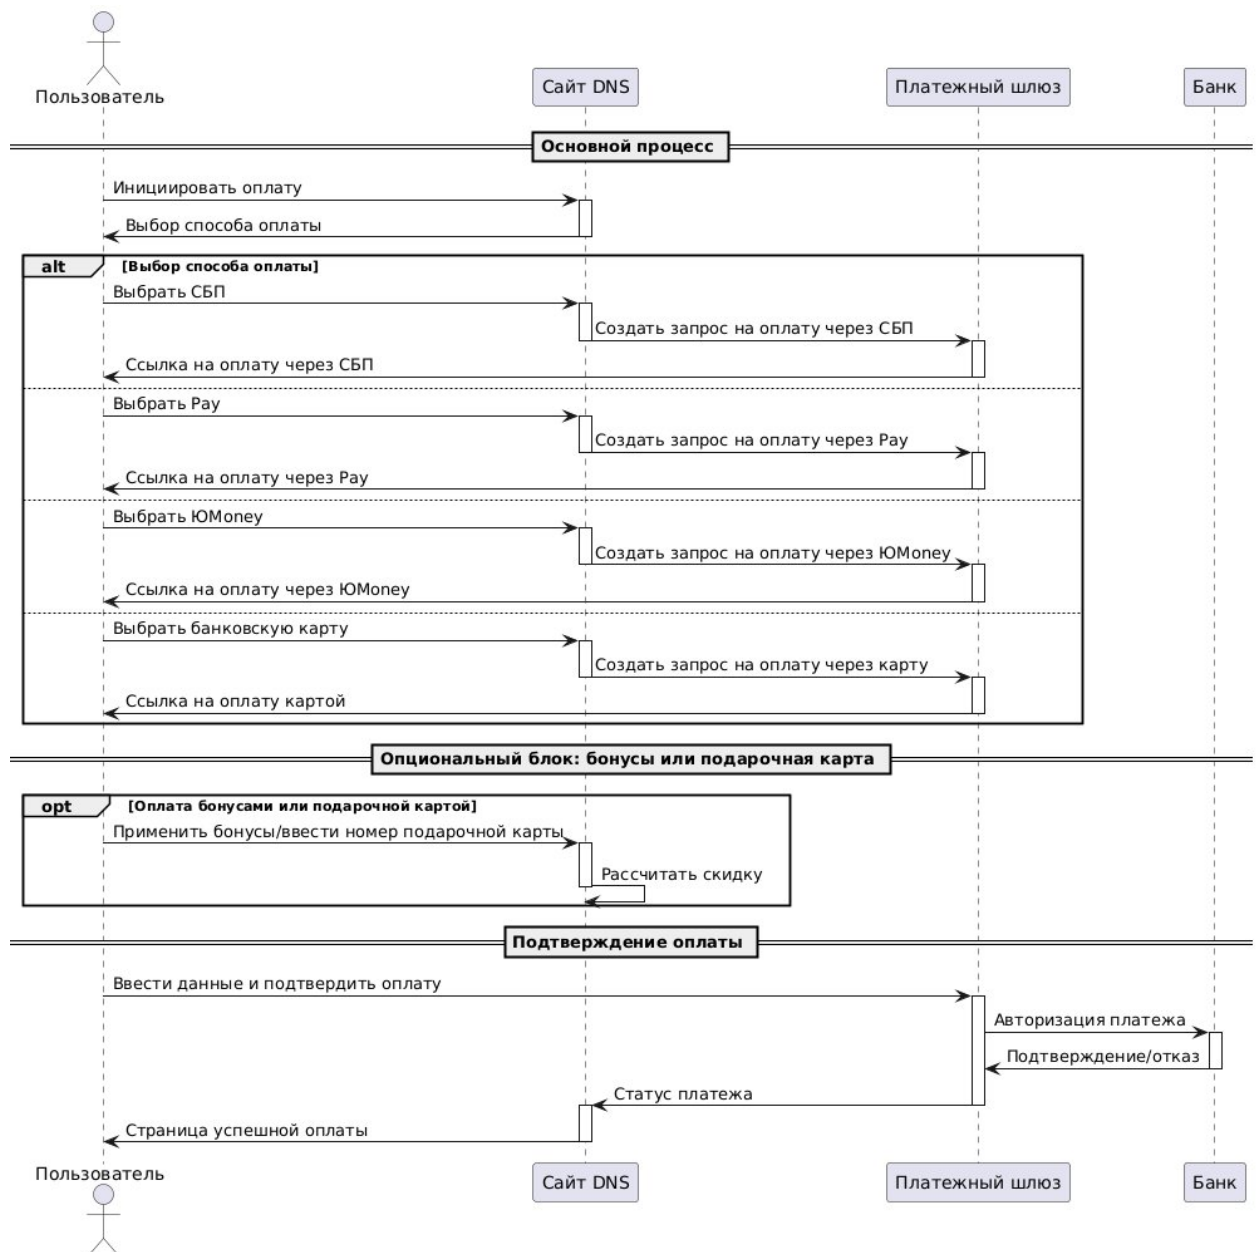 Пользователь
Сайт DNS
Платежный шлюз
Банк
Основной процесс
Инициировать оплату
Выбор способа оплаты
alt
[Выбор способа оплаты]
Выбрать СБП
Создать запрос на оплату через СБП
Ссылка на оплату через СБП
Выбрать Pay
Создать запрос на оплату через Pay
Ссылка на оплату через Pay
Выбрать ЮMoney
Создать запрос на оплату через ЮMoney
Ссылка на оплату через ЮMoney
Выбрать банковскую карту
Создать запрос на оплату через карту
Ссылка на оплату картой
Опциональный блок: бонусы или подарочная карта
opt
[Оплата бонусами или подарочной картой]
Применить бонусы/ввести номер подарочной карты
Рассчитать скидку
Подтверждение оплаты
Ввести данные и подтвердить оплату
Авторизация платежа
Подтверждение/отказ
Статус платежа
Страница успешной оплаты
Пользователь
Сайт DNS
Платежный шлюз
Банк